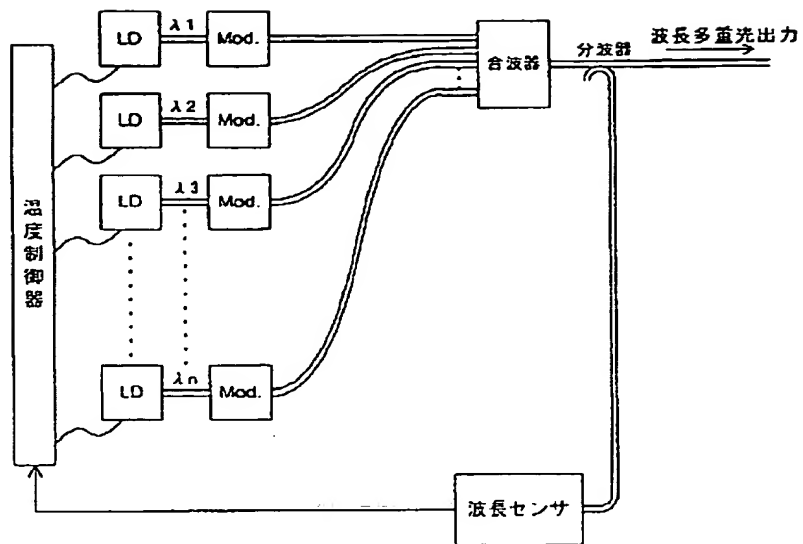 LD
λ1
Mod.
合波器
分波器
波長多重光出力
LD
λ2
Mod.
LD
λ3
Mod.
温度制御器
LD
λn
Mod.
波長センサ